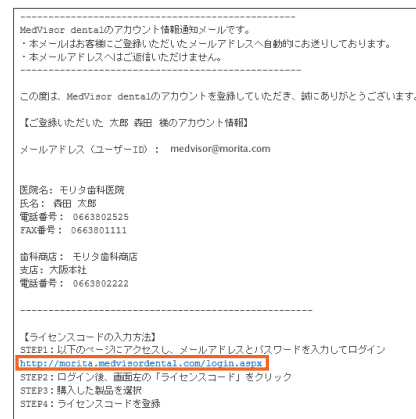 --------------------------------------------------
MedVisor dentalのアカウント情報通知メールです。
・本メールはお客様にご登録いただいたメールアドレスへ自動的にお送りしております。
・本メールアドレスへはご返信いただけません。
--------------------------------------------------
この度は、MedVisor dentalのアカウントを登録していただき、誠にありがとうございます。
【ご登録いただいた 太郎 森田 様のアカウント情報】
メールアドレス（ユーザーID）： medvisor@morita.com
医院名： モリタ歯科医院
氏名： 森田 太郎
電話番号： 0663802525
FAX番号： 0663801111
歯科商店： モリタ歯科商店
支店： 大阪本社
電話番号： 0663802222
--------------------------------------------------
【ライセンスコードの入力方法】
STEP1：以下のページにアクセスし、メールアドレスとパスワードを入力してログイン
http://morita.medvisordental.com/login.aspx
STEP2：ログイン後、画面左の「ライセンスコード」をクリック
STEP3：購入した製品を選択
STEP4：ライセンスコードを登録